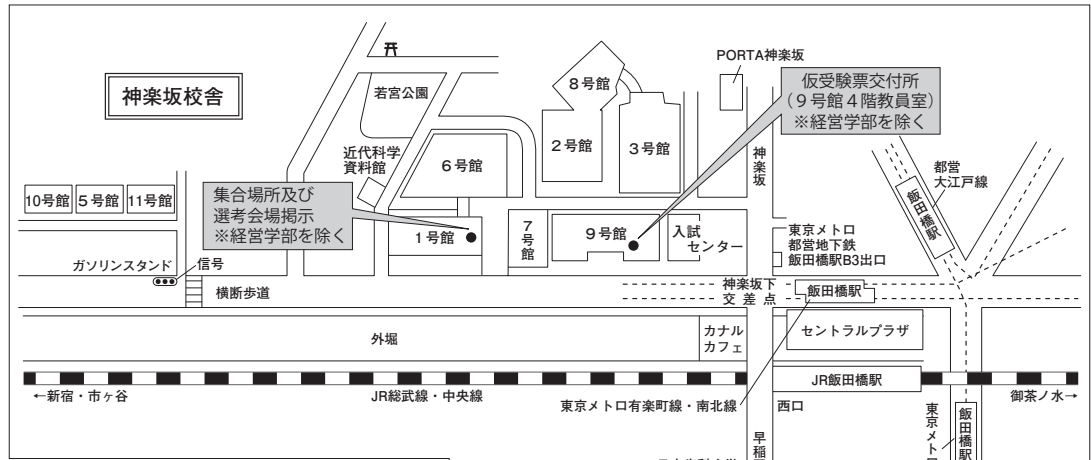 神楽坂校舎
若宮公園
近代科学
資料館
6号館
8号館
2号館
3号館
PORTA神楽坂
仮受験票交付所
(9号館4階教員室)
※経営学部を除く
神楽坂
都営
大江戸線
飯田橋駅
10号館
5号館
11号館
集合場所及び
選考会場掲示
※経営学部を除く
1号館
7号館
9号館
入試
センター
東京メトロ
都営地下鉄
飯田橋駅B3出口
ガソリンスタンド
信号
横断歩道
神楽坂下
交差点
飯田橋駅
外堀
カナル
カフェ
セントラルプラザ
JR飯田橋駅
←新宿・市ヶ谷
JR総武線・中央線
東京メトロ有楽町線・南北線
西口
御茶ノ水→
東京メト
飯田橋駅
早稲